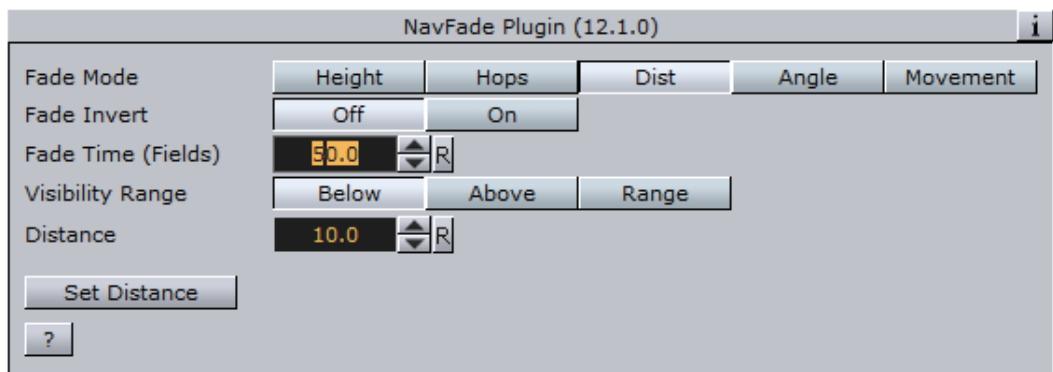 NavFade Plugin (12.1.0) i
Fade Mode Height Hops Dist Angle Movement
Fade Invert Off On
Fade Time (Fields) 50.0 R
Visibility Range Below Above Range
Distance 10.0 R
Set Distance
?